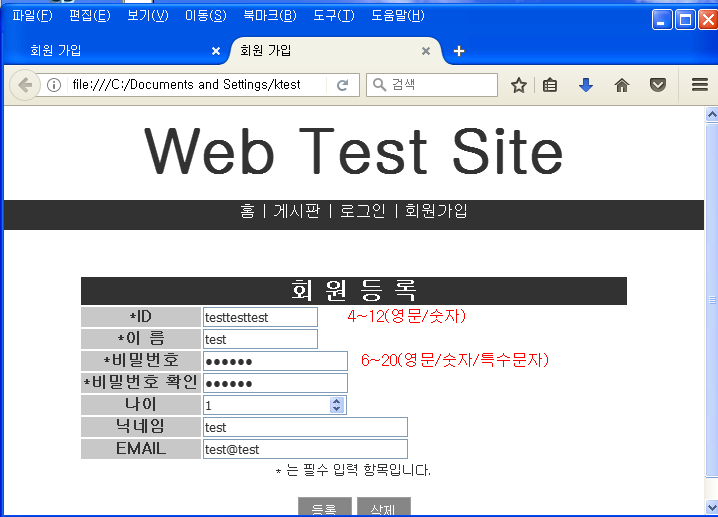 파일(F) 편집(E) 보기(V) 이동(S) 북마크(B) 도구(T) 도움말(H)
회원 가입 회원 가입
file:///C:/Documents and Settings/ktest 검색
Web Test Site
홈 | 게시판 | 로그인 | 회원가입
회 원 등 록
*ID testtesttest 4~12(영문/숫자)
*이 름 test
*비밀번호 ●●●●●● 6~20(영문/숫자/특수문자)
*비밀번호 확인 ●●●●●●
나이 1
닉네임 test
EMAIL test@test
* 는 필수 입력 항목입니다.
등록 삭제